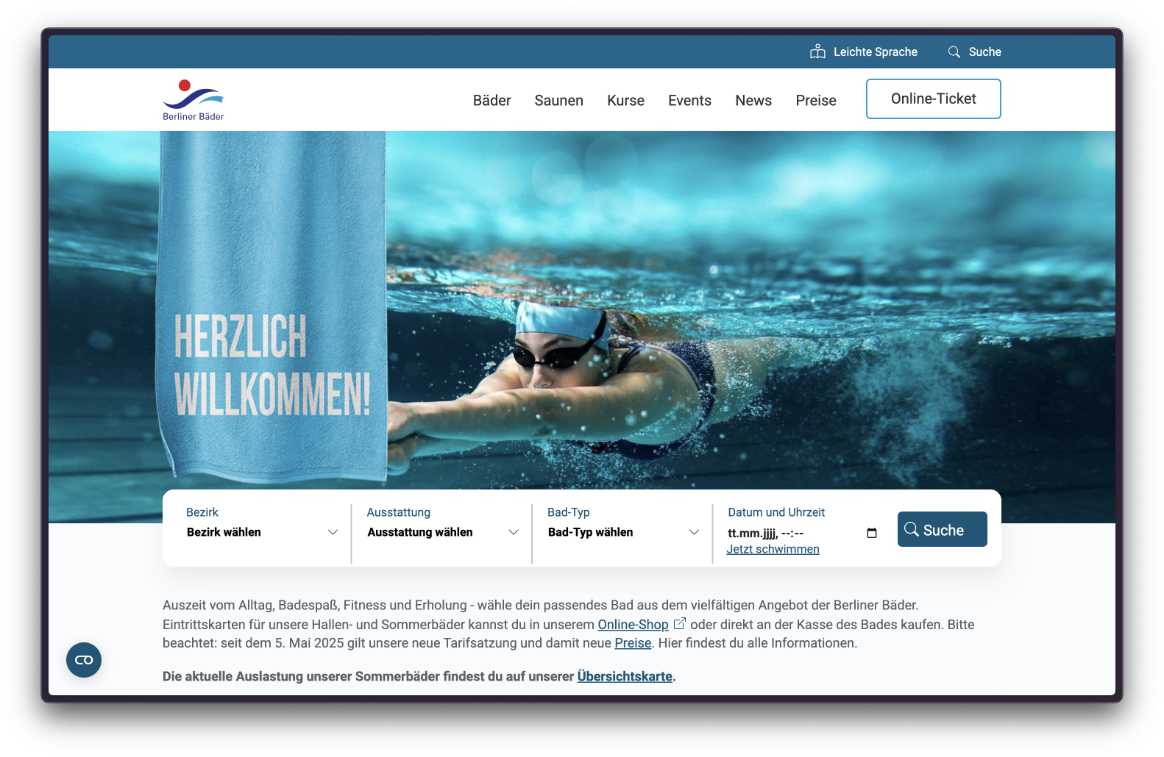 Leichte Sprache Suche
Berliner Bäder
Bäder Saunen Kurse Events News Preise Online-Ticket
HERZLICH
WILLKOMMEN!
Bezirk Ausstattung Bad-Typ Datum und Uhrzeit
Bezirk wählen Ausstattung wählen Bad-Typ wählen tt.mm.jjjj, --:-- Suche
Jetzt schwimmen
Auszeit vom Alltag, Badespaß, Fitness und Erholung - wähle dein passendes Bad aus dem vielfältigen Angebot der Berliner Bäder.
Eintrittskarten für unsere Hallen- und Sommerbäder kannst du in unserem Online-Shop oder direkt an der Kasse des Bades kaufen. Bitte
beachtet: seit dem 5. Mai 2025 gilt unsere neue Tarifsatzung und damit neue Preise. Hier findest du alle Informationen.
Die aktuelle Auslastung unserer Sommerbäder findest du auf unserer Übersichtskarte.